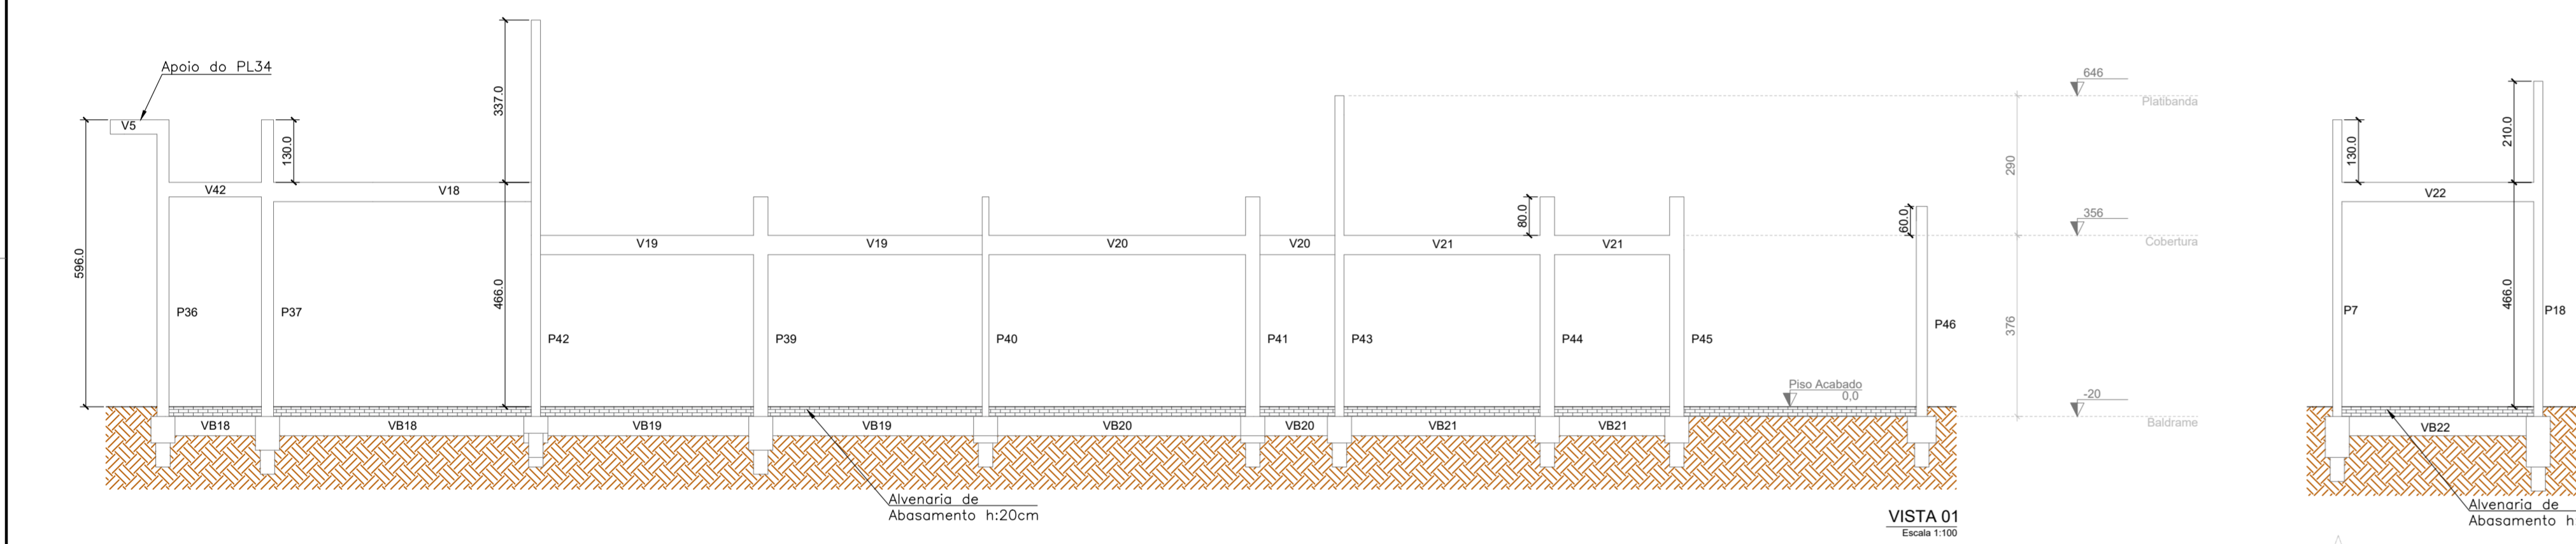 Apoio do PL34
V5
596.0
130.0
337.0
466.0
V42
V18
V19
V19
V20
V20
V21
V21
80.0
60.0
P36
P37
P42
P39
P40
P41
P43
P44
P45
P46
Piso Acabado
0,0
VB18
VB18
VB19
VB19
VB20
VB20
VB21
VB21
Alvenaria de
Abasamento h:20cm
646
Platibanda
290
356
Cobertura
376
-20
Baldrame
VISTA 01
Escala 1:100
130.0
210.0
V22
466.0
P7
P18
VB22
Alvenaria de
Abasamento h